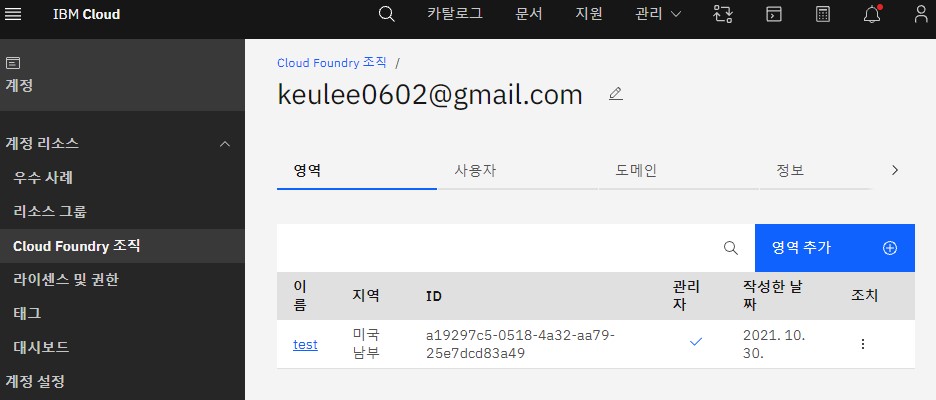 IBM Cloud
카탈로그
문서
지원
관리
계정
계정 리소스
우수 사례
리소스 그룹
Cloud Foundry 조직
라이센스 및 권한
태그
대시보드
계정 설정
Cloud Foundry 조직 /
keulee0602@gmail.com
영역
사용자
도메인
정보
영역 추가
이
름
지역
ID
관리
자
작성한 날
짜
조치
test
미국
남부
a19297c5-0518-4a32-aa79-
25e7dcd83a49
2021. 10.
30.